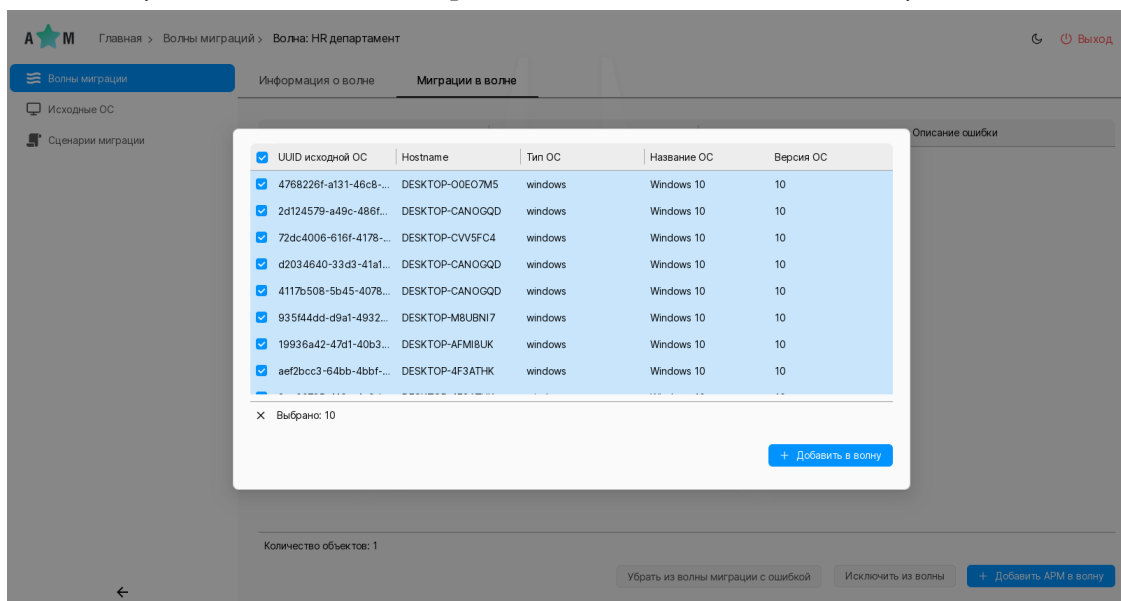 А М Главная > Волны миграций > Волна: HR департамент Выход
Волны миграции
Исходные ОС
Сценарии миграции
Информация о волне Миграции в волне
Описание ошибки
UUID исходной ОС Hostname Тип ОС Название ОС Версия ОС
4768226f-a131-46c8-... DESKTOP-O0EO7M5 windows Windows 10 10
2d124579-a49c-486f... DESKTOP-CANOGQD windows Windows 10 10
72dc4006-616f-4178-... DESKTOP-CVV5FC4 windows Windows 10 10
d2034640-33d3-41a1... DESKTOP-CANOGQD windows Windows 10 10
4117b508-5b45-4078... DESKTOP-CANOGQD windows Windows 10 10
935f44dd-d9a1-4932... DESKTOP-M8UBNI7 windows Windows 10 10
19936a42-47d1-40b3... DESKTOP-AFMI8UK windows Windows 10 10
aef2bcc3-64bb-4bbf-... DESKTOP-4F3ATHK windows Windows 10 10
Выбрано: 10
+ Добавить в волну
Количество объектов: 1
Убрать из волны миграции с ошибкой Исключить из волны + Добавить АРМ в волну